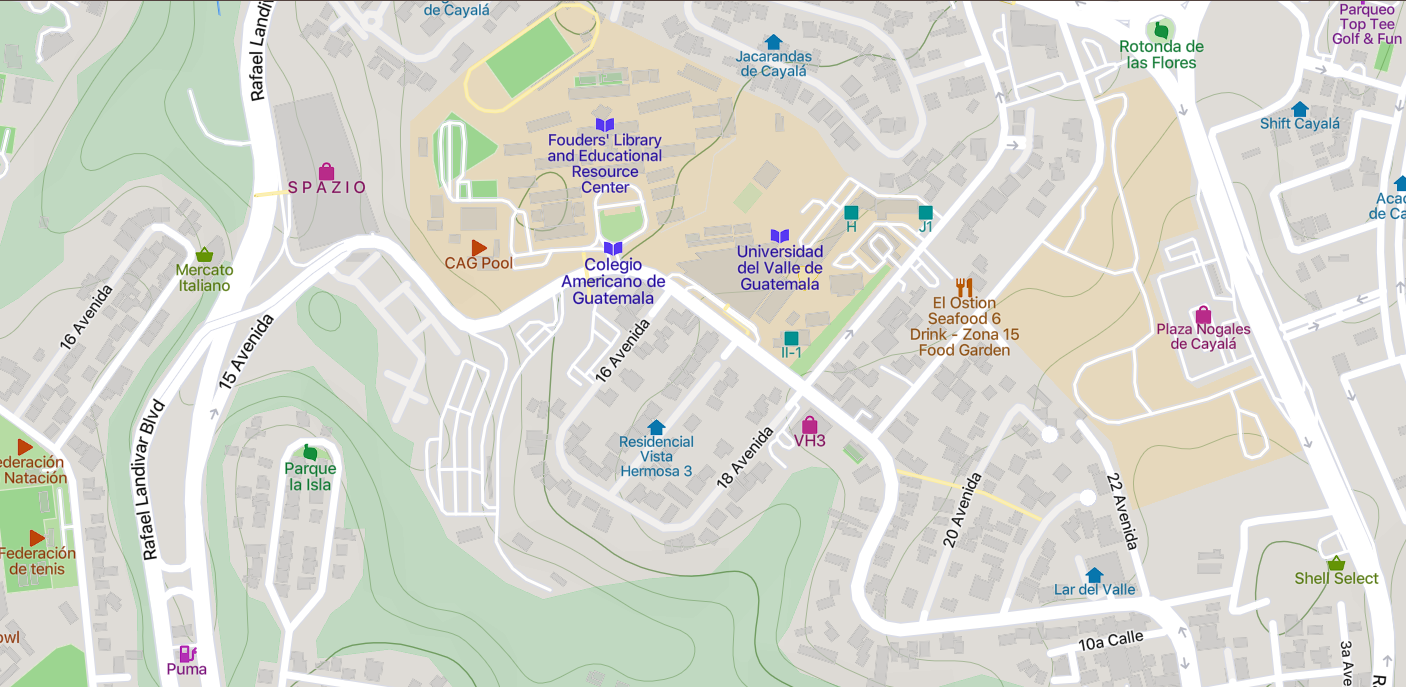 de Cayalá
Parqueo
Top Tee
Golf & Fun
Rafael Landí
Jacarandas
de Cayalá
Rotonda de
las Flores
Shift Cayalá
Fouders' Library
and Educational
Resource
Center
SPAZIO
H
J1
de Ca
CAG Pool
Colegio
Americano de
Guatemala
Universidad
del Valle de
Guatemala
Mercato
Italiano
16 Avenida
15 Avenida
16 Avenida
II-1
El Ostion
Seafood 6
Drink - Zona 15
Food Garden
Plaza Nogales
de Cayalá
Rafael Landivar Blvd
Residencial
Vista
Hermosa 3
VH3
18 Avenida
20 Avenida
22 Avenida
ederación
Natación
Parque
la Isla
Federación
de tenis
Lar del Valle
Shell Select
10a Calle
3a Ave
owl
Puma